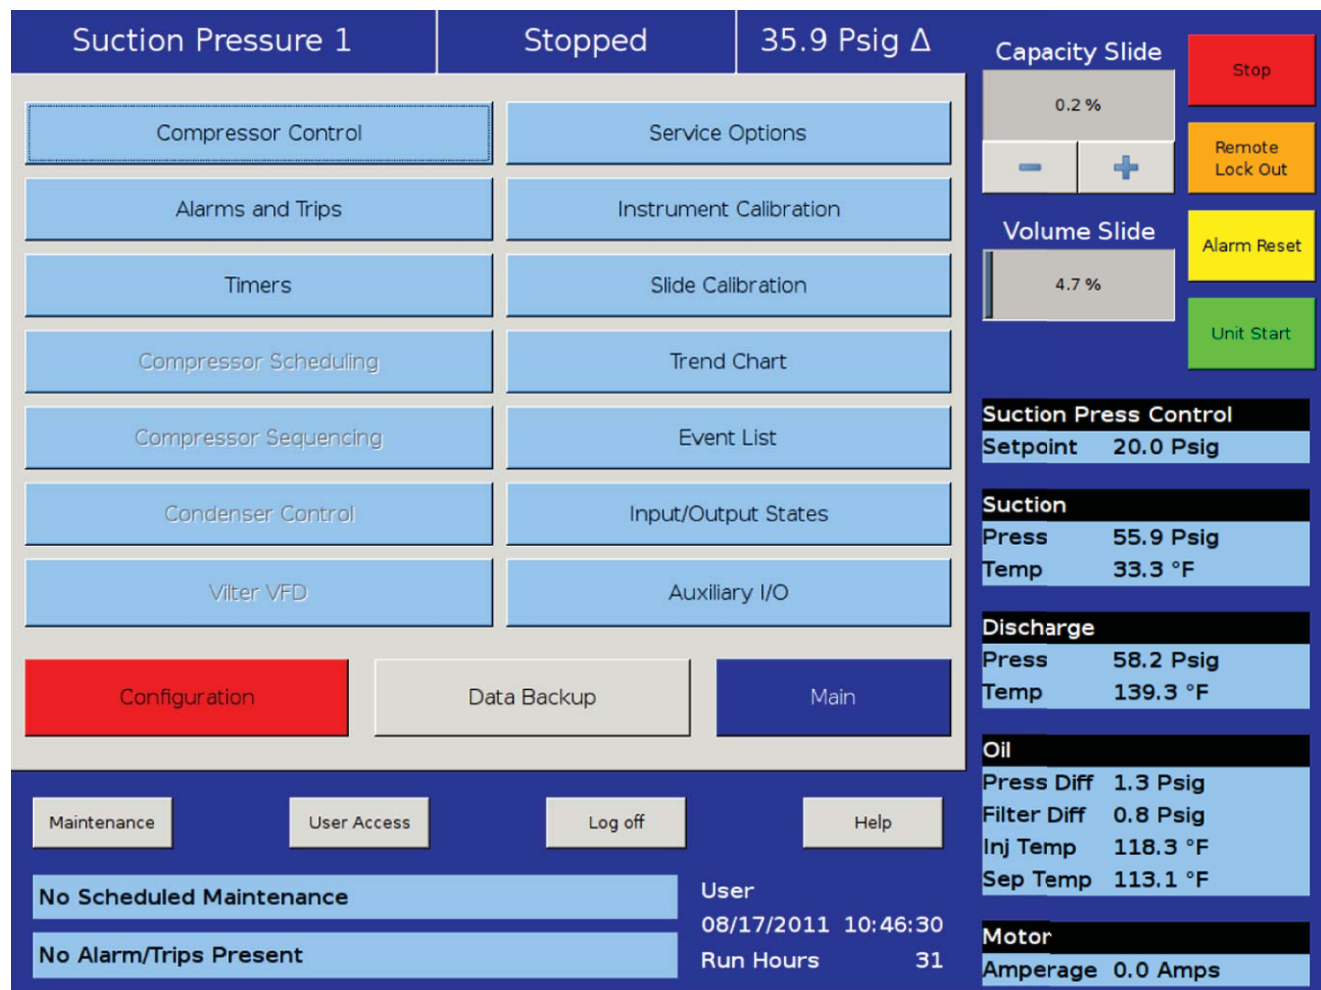 Suction Pressure 1
Stopped
35.9 Psig Δ
Compressor Control
Service Options
Alarms and Trips
Instrument Calibration
Timers
Slide Calibration
Compressor Scheduling
Trend Chart
Compressor Sequencing
Event List
Condenser Control
Input/Output States
Vilter VFD
Auxiliary I/O
Configuration
Data Backup
Main
Maintenance
User Access
Log off
Help
No Scheduled Maintenance
No Alarm/Trips Present
User
08/17/2011 10:46:30
Run Hours 31
Capacity Slide
0.2 %
Volume Slide
4.7 %
Stop
Remote
Lock Out
Alarm Reset
Unit Start
Suction Press Control
Setpoint 20.0 Psig
Suction
Press 55.9 Psig
Temp 33.3 °F
Discharge
Press 58.2 Psig
Temp 139.3 °F
Oil
Press Diff 1.3 Psig
Filter Diff 0.8 Psig
Inj Temp 118.3 °F
Sep Temp 113.1 °F
Motor
Amperage 0.0 Amps